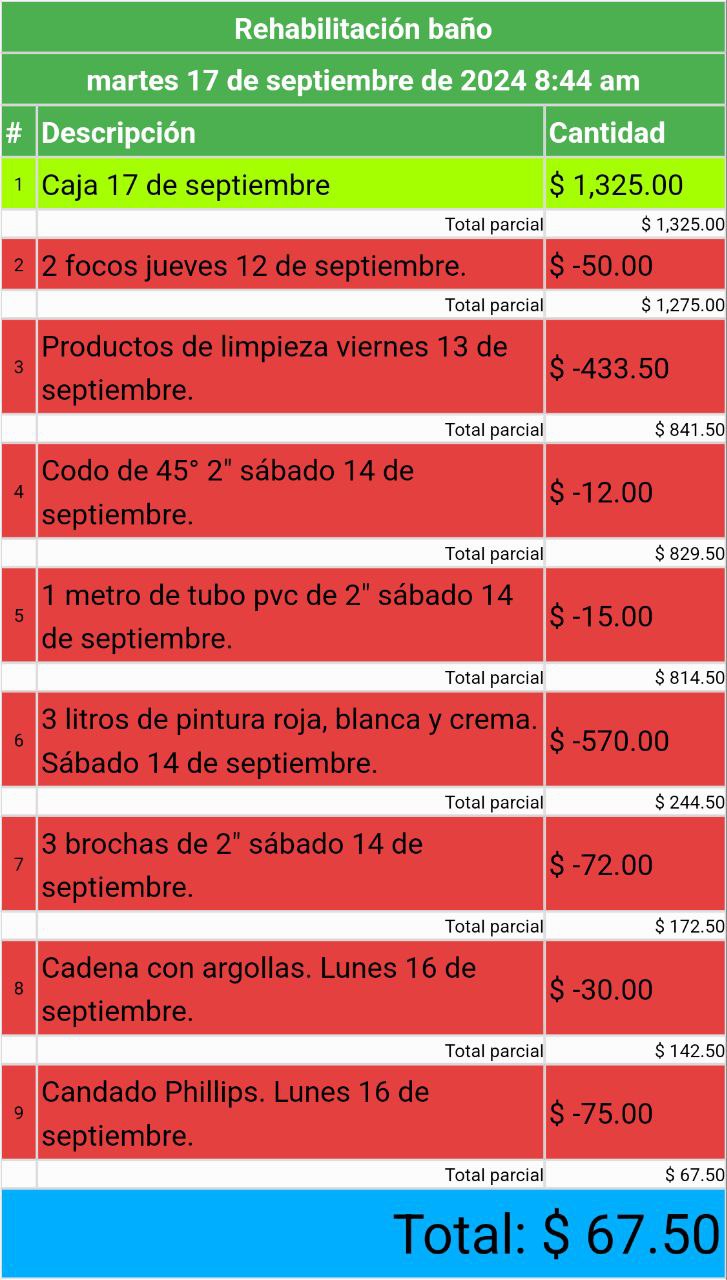 Rehabilitación baño
martes 17 de septiembre de 2024 8:44 am
# Descripción Cantidad
1 Caja 17 de septiembre $ 1,325.00
Total parcial $ 1,325.00
2 2 focos jueves 12 de septiembre. $ -50.00
Total parcial $ 1,275.00
3 Productos de limpieza viernes 13 de
septiembre. $ -433.50
Total parcial $ 841.50
4 Codo de 45° 2" sábado 14 de
septiembre. $ -12.00
Total parcial $ 829.50
5 1 metro de tubo pvc de 2" sábado 14
de septiembre. $ -15.00
Total parcial $ 814.50
6 3 litros de pintura roja, blanca y crema.
Sábado 14 de septiembre. $ -570.00
Total parcial $ 244.50
7 3 brochas de 2" sábado 14 de
septiembre. $ -72.00
Total parcial $ 172.50
8 Cadena con argollas. Lunes 16 de
septiembre. $ -30.00
Total parcial $ 142.50
9 Candado Phillips. Lunes 16 de
septiembre. $ -75.00
Total parcial $ 67.50
Total: $ 67.50